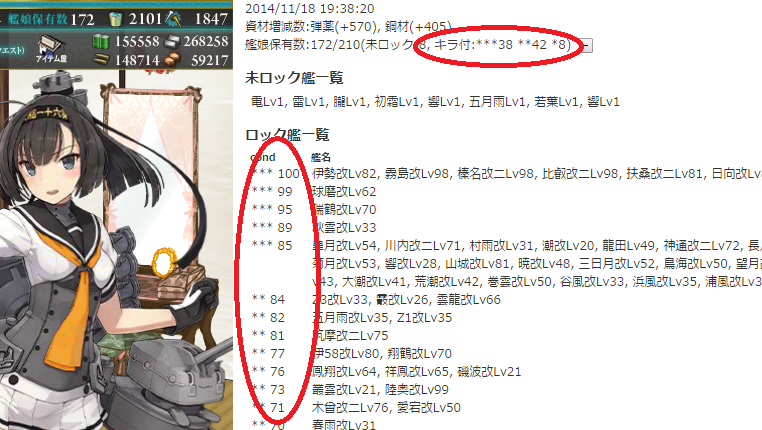 艦娘保有数 172 2101 1847
155558 268258
クエスト) アイテム屋 148714 59217
八十六第
2014/11/18 19:38:20
資材増減数:弾薬(+570), 鋼材(+405)
艦娘保有数:172/210(未ロック:8, キラ付:***38 **42 *8)
未ロック艦一覧
電Lv1, 雷Lv1, 朧Lv1, 初霜Lv1, 響Lv1, 五月雨Lv1, 若葉Lv1, 響Lv1
ロック艦一覧
cond 艦名
*** 100 伊勢改Lv82, 霧島改Lv98, 榛名改二Lv98, 比叡改二Lv98, 扶桑改二Lv81, 日向改Lv
*** 99 球磨改Lv62
*** 95 瑞鶴改Lv70
*** 89 秋雲改Lv33
*** 85 皐月改Lv54, 川内改二Lv71, 村雨改Lv31, 潮改Lv20, 龍田Lv49, 神通改二Lv72, 長
菊月改Lv53, 響改Lv28, 山城改Lv81, 暁改Lv48, 三日月改Lv52, 鳥海改Lv50, 望月
v43, 大潮改Lv41, 荒潮改Lv42, 巻雲改Lv50, 谷風改Lv33, 浜風改Lv35, 浦風改Lv3
** 84 Z3改Lv33, 霰改Lv26, 雲龍改Lv66
** 82 五月雨改Lv35, Z1改Lv35
** 81 筑摩改二Lv75
** 77 伊58改Lv80, 翔鶴改Lv70
** 76 鳳翔改Lv64, 祥鳳改Lv65, 磯波改Lv21
** 73 叢雲改Lv21, 陸奥改Lv99
** 71 木曾改二Lv76, 愛宕改Lv50
** 70 春雨改Lv31